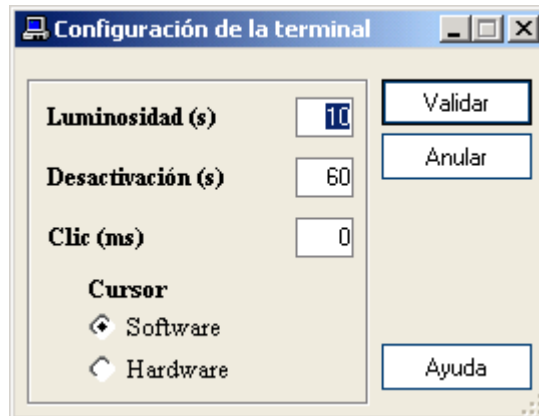 Configuración de la terminal
Luminosidad (s) 10
Validar
Anular
Desactivación (s) 60
Clic (ms) 0
Cursor
Software
Hardware
Ayuda